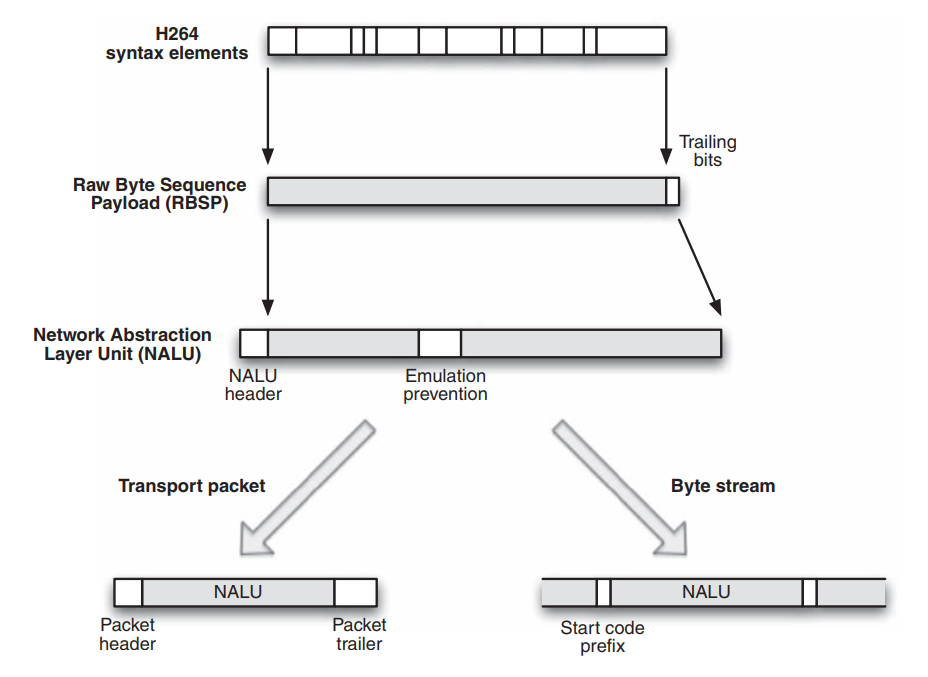 H264
syntax elements
Trailing
bits
Raw Byte Sequence
Payload (RBSP)
Network Abstraction
Layer Unit (NALU)
NALU
header
Emulation
prevention
Transport packet
Byte stream
NALU
NALU
Packet
header
Packet
trailer
Start code
prefix